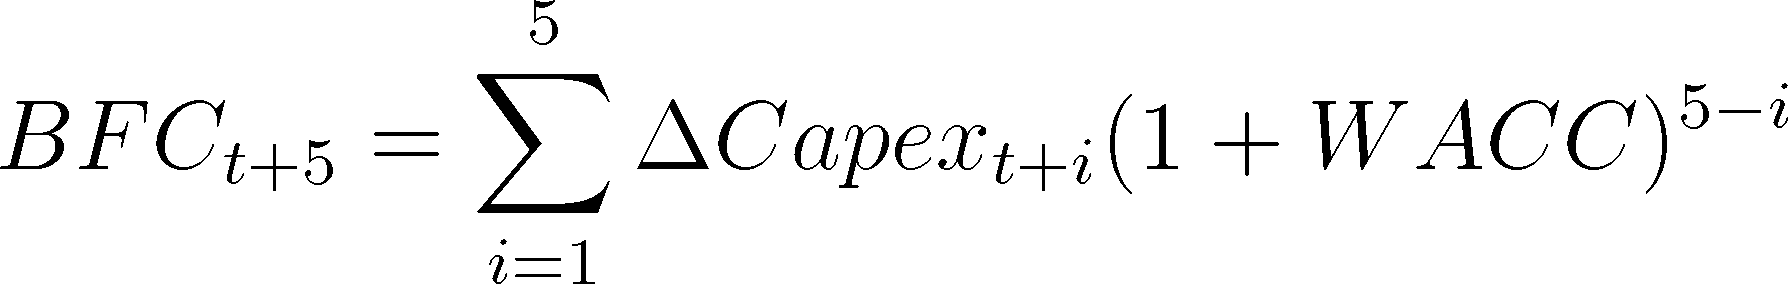 BFC_{t+5} = \sum_{i=1}^{5} \Delta Capex_{t+i}(1 + WACC)^{5-i}